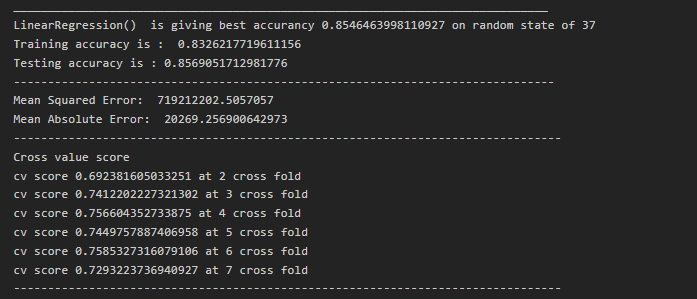 LinearRegression()  is giving best accurancy 0.8546463998110927 on random state of 37
Training accuracy is :  0.8326217719611156
Testing accuracy is : 0.8569051712981776
--------------------------------------------------------------------------------
Mean Squared Error:  719212202.5057057
Mean Absolute Error:  20269.256900642973
---------------------------------------------------------------------------------
Cross value score
cv score 0.692381605033251 at 2 cross fold
cv score 0.7412202227321302 at 3 cross fold
cv score 0.756604352733875 at 4 cross fold
cv score 0.7449757887406958 at 5 cross fold
cv score 0.7585327316079106 at 6 cross fold
cv score 0.7293223736940927 at 7 cross fold
---------------------------------------------------------------------------------